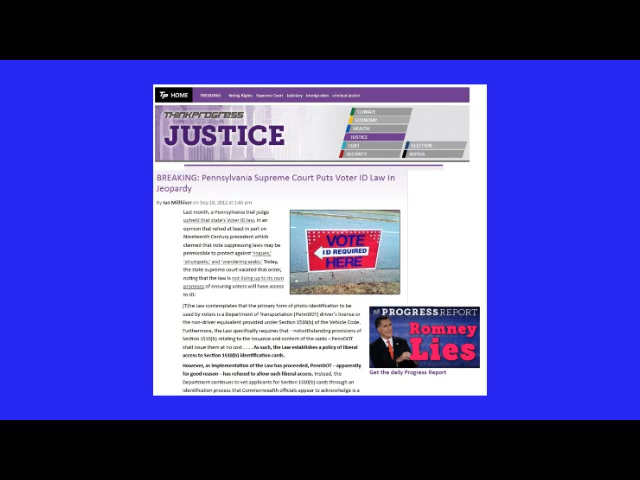 TP HOME TRENDING: Voting Rights Supreme Court Judiciary Immigration criminal justice
THINKPROGRESS
JUSTICE
CLIMATE
ECONOMY
HEALTH
JUSTICE
LGBT ELECTION
SECURITY ALYSSA
BREAKING: Pennsylvania Supreme Court Puts Voter ID Law In
Jeopardy
By Ian Millhiser on Sep 18, 2012 at 1:45 pm
Last month, a Pennsylvania trial judge
upheld that state's Voter ID law, in an
opinion that relied at least in part on
Nineteenth Century precedent which
claimed that vote suppressing laws may be
permissible to protect against "rogues,"
"strumpets," and "wandering arabs." Today,
the state supreme court vacated that order,
noting that the law is not living up to its own
promises of ensuring voters will have access
to ID:
VOTE
ID REQUIRED
HERE
[T]he Law contemplates that the primary form of photo identification to be
used by voters is a Department of Transportation (PennDOT) driver's license or
the non-driver equivalent provided under Section 1510(b) of the Vehicle Code.
Furthermore, the Law specifically requires that – notwithstanding provisions of
Section 1510(b) relating to the issuance and content of the cards – PennDOT
shall issue them at no cost . . . . As such, the Law establishes a policy of liberal
access to Section 1510(b) identification cards.
However, as implementation of the Law has proceeded, PennDOT – apparently
for good reason – has refused to allow such liberal access. Instead, the
Department continues to vet applicants for Section 1510(b) cards through an
identification process that Commonwealth officials appear to acknowledge is a
THE PROGRESS REPORT
Romney
Lies
Get the daily Progress Report